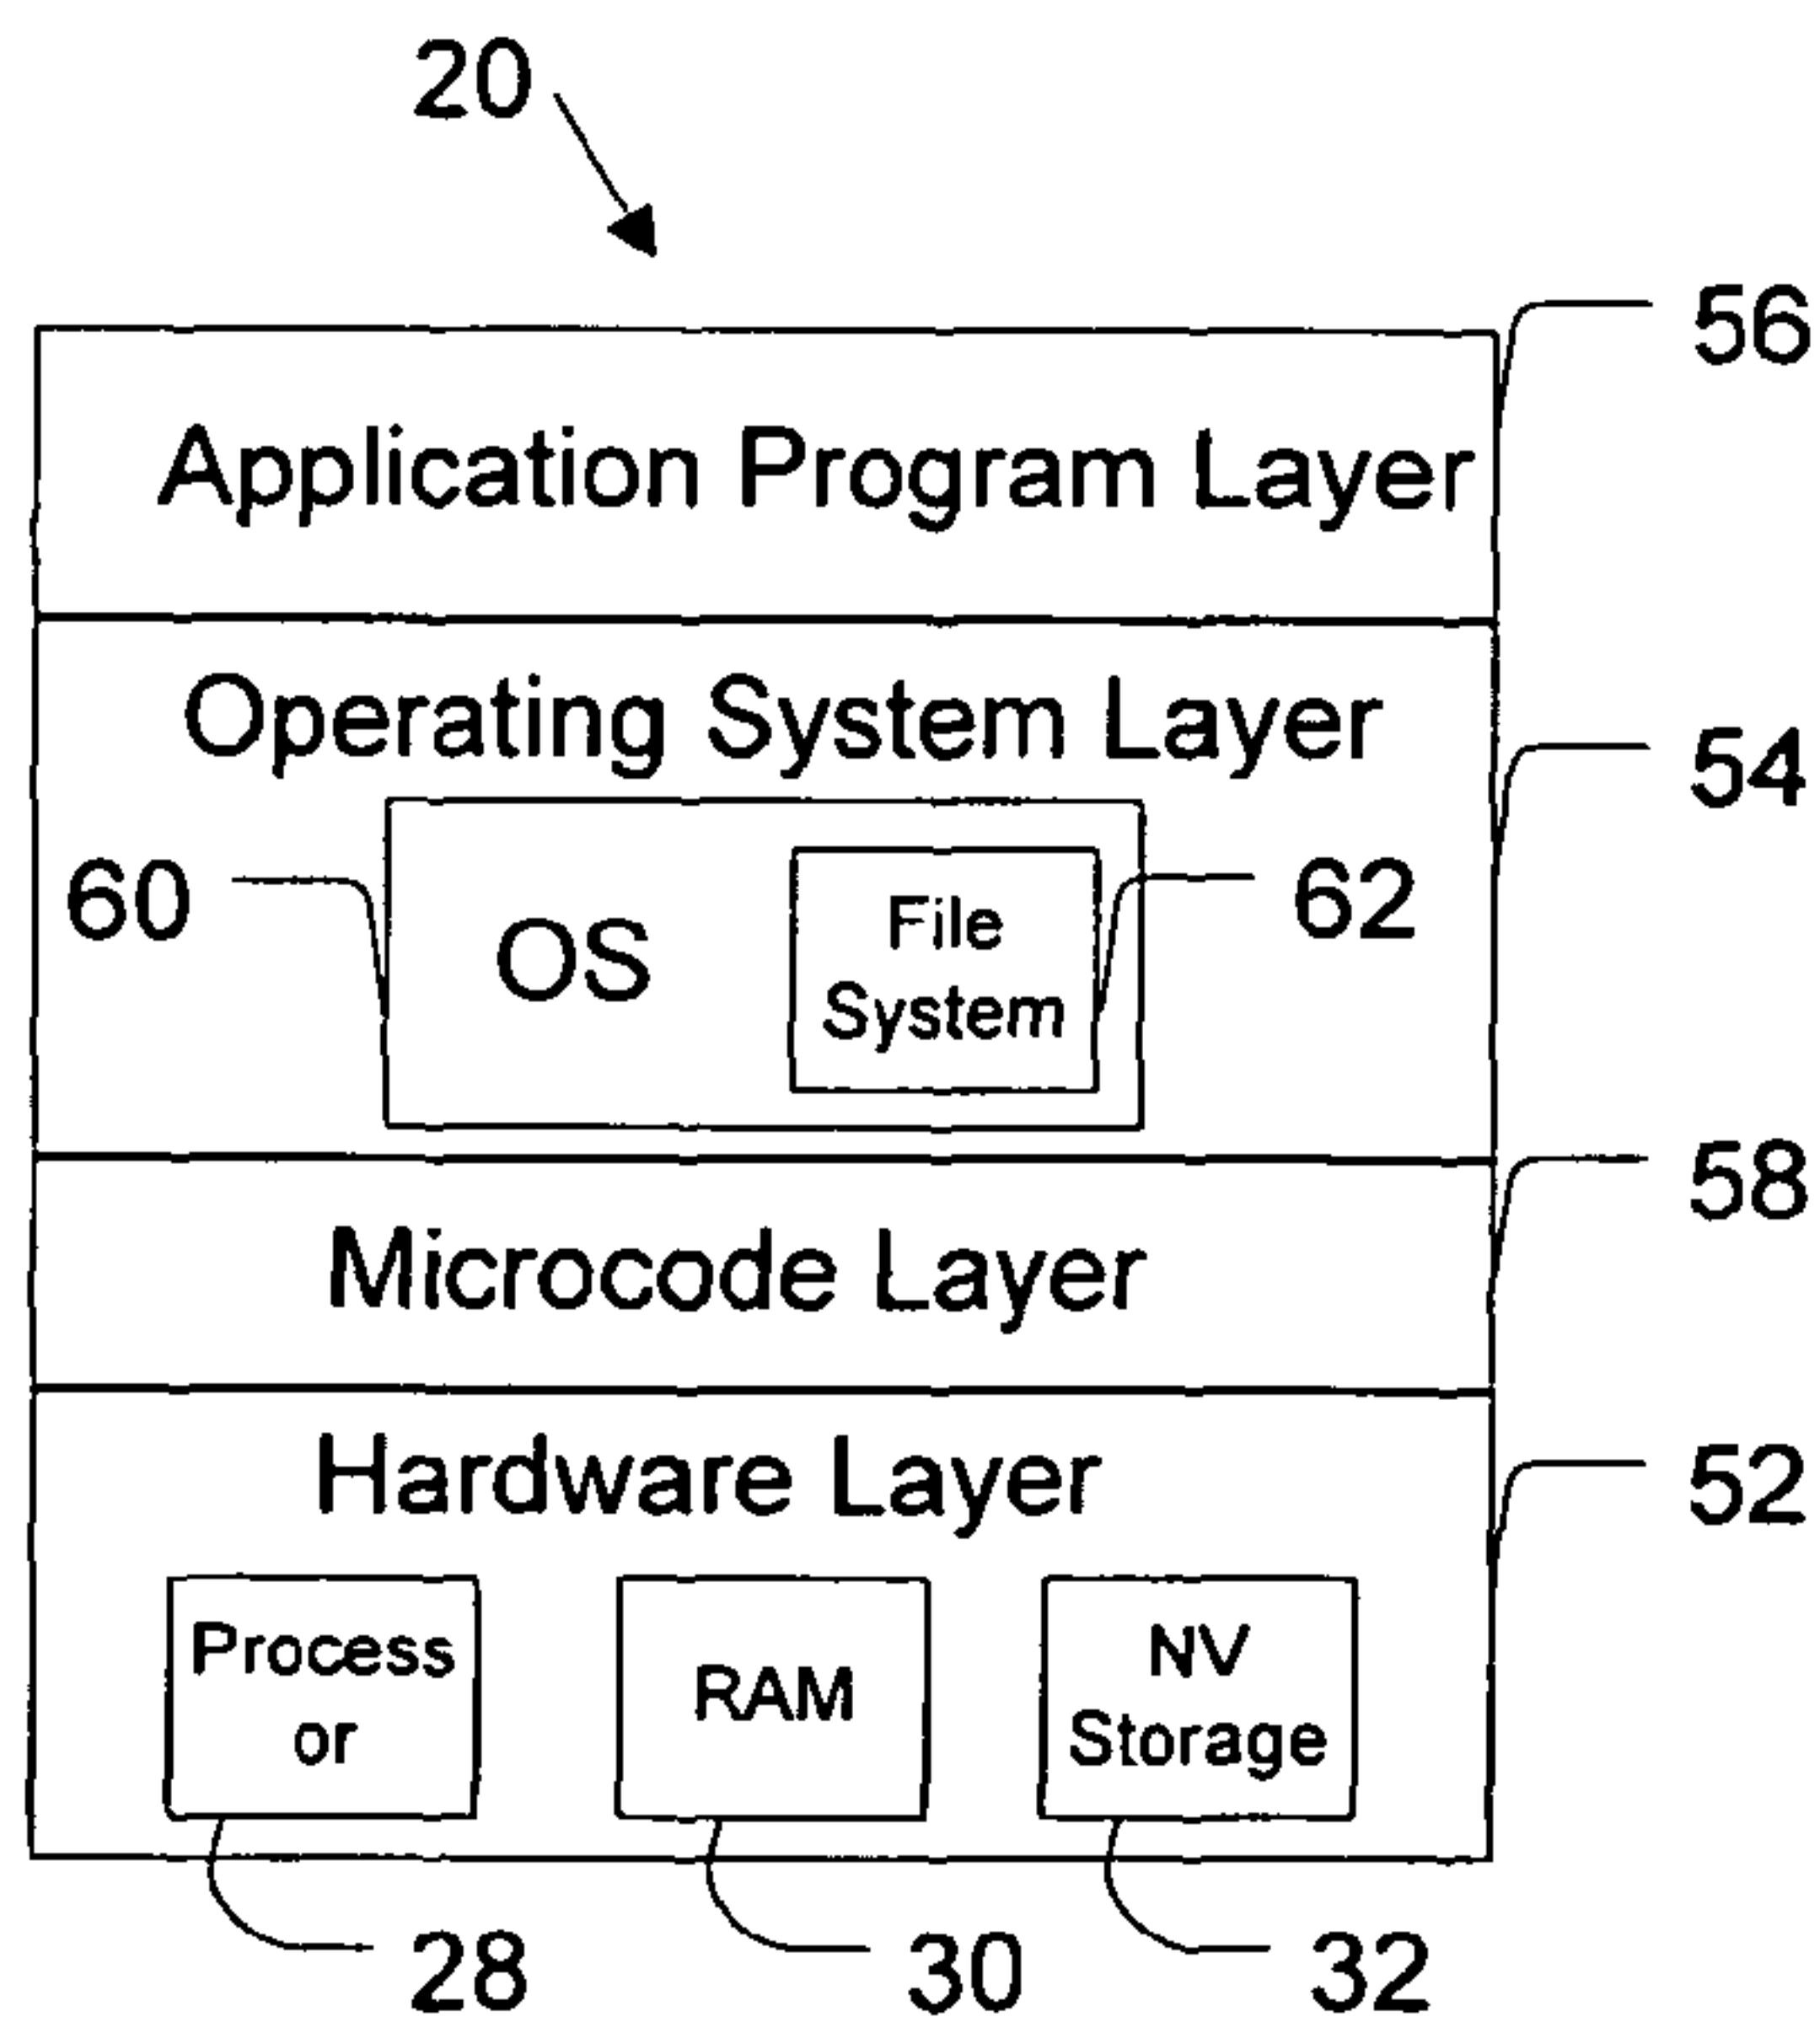 20
56
Application Program Layer
Operating System Layer
54
60
OS
File
System
62
58
Microcode Layer
Hardware Layer
52
Process
or
RAM
NV
Storage
28
30
32